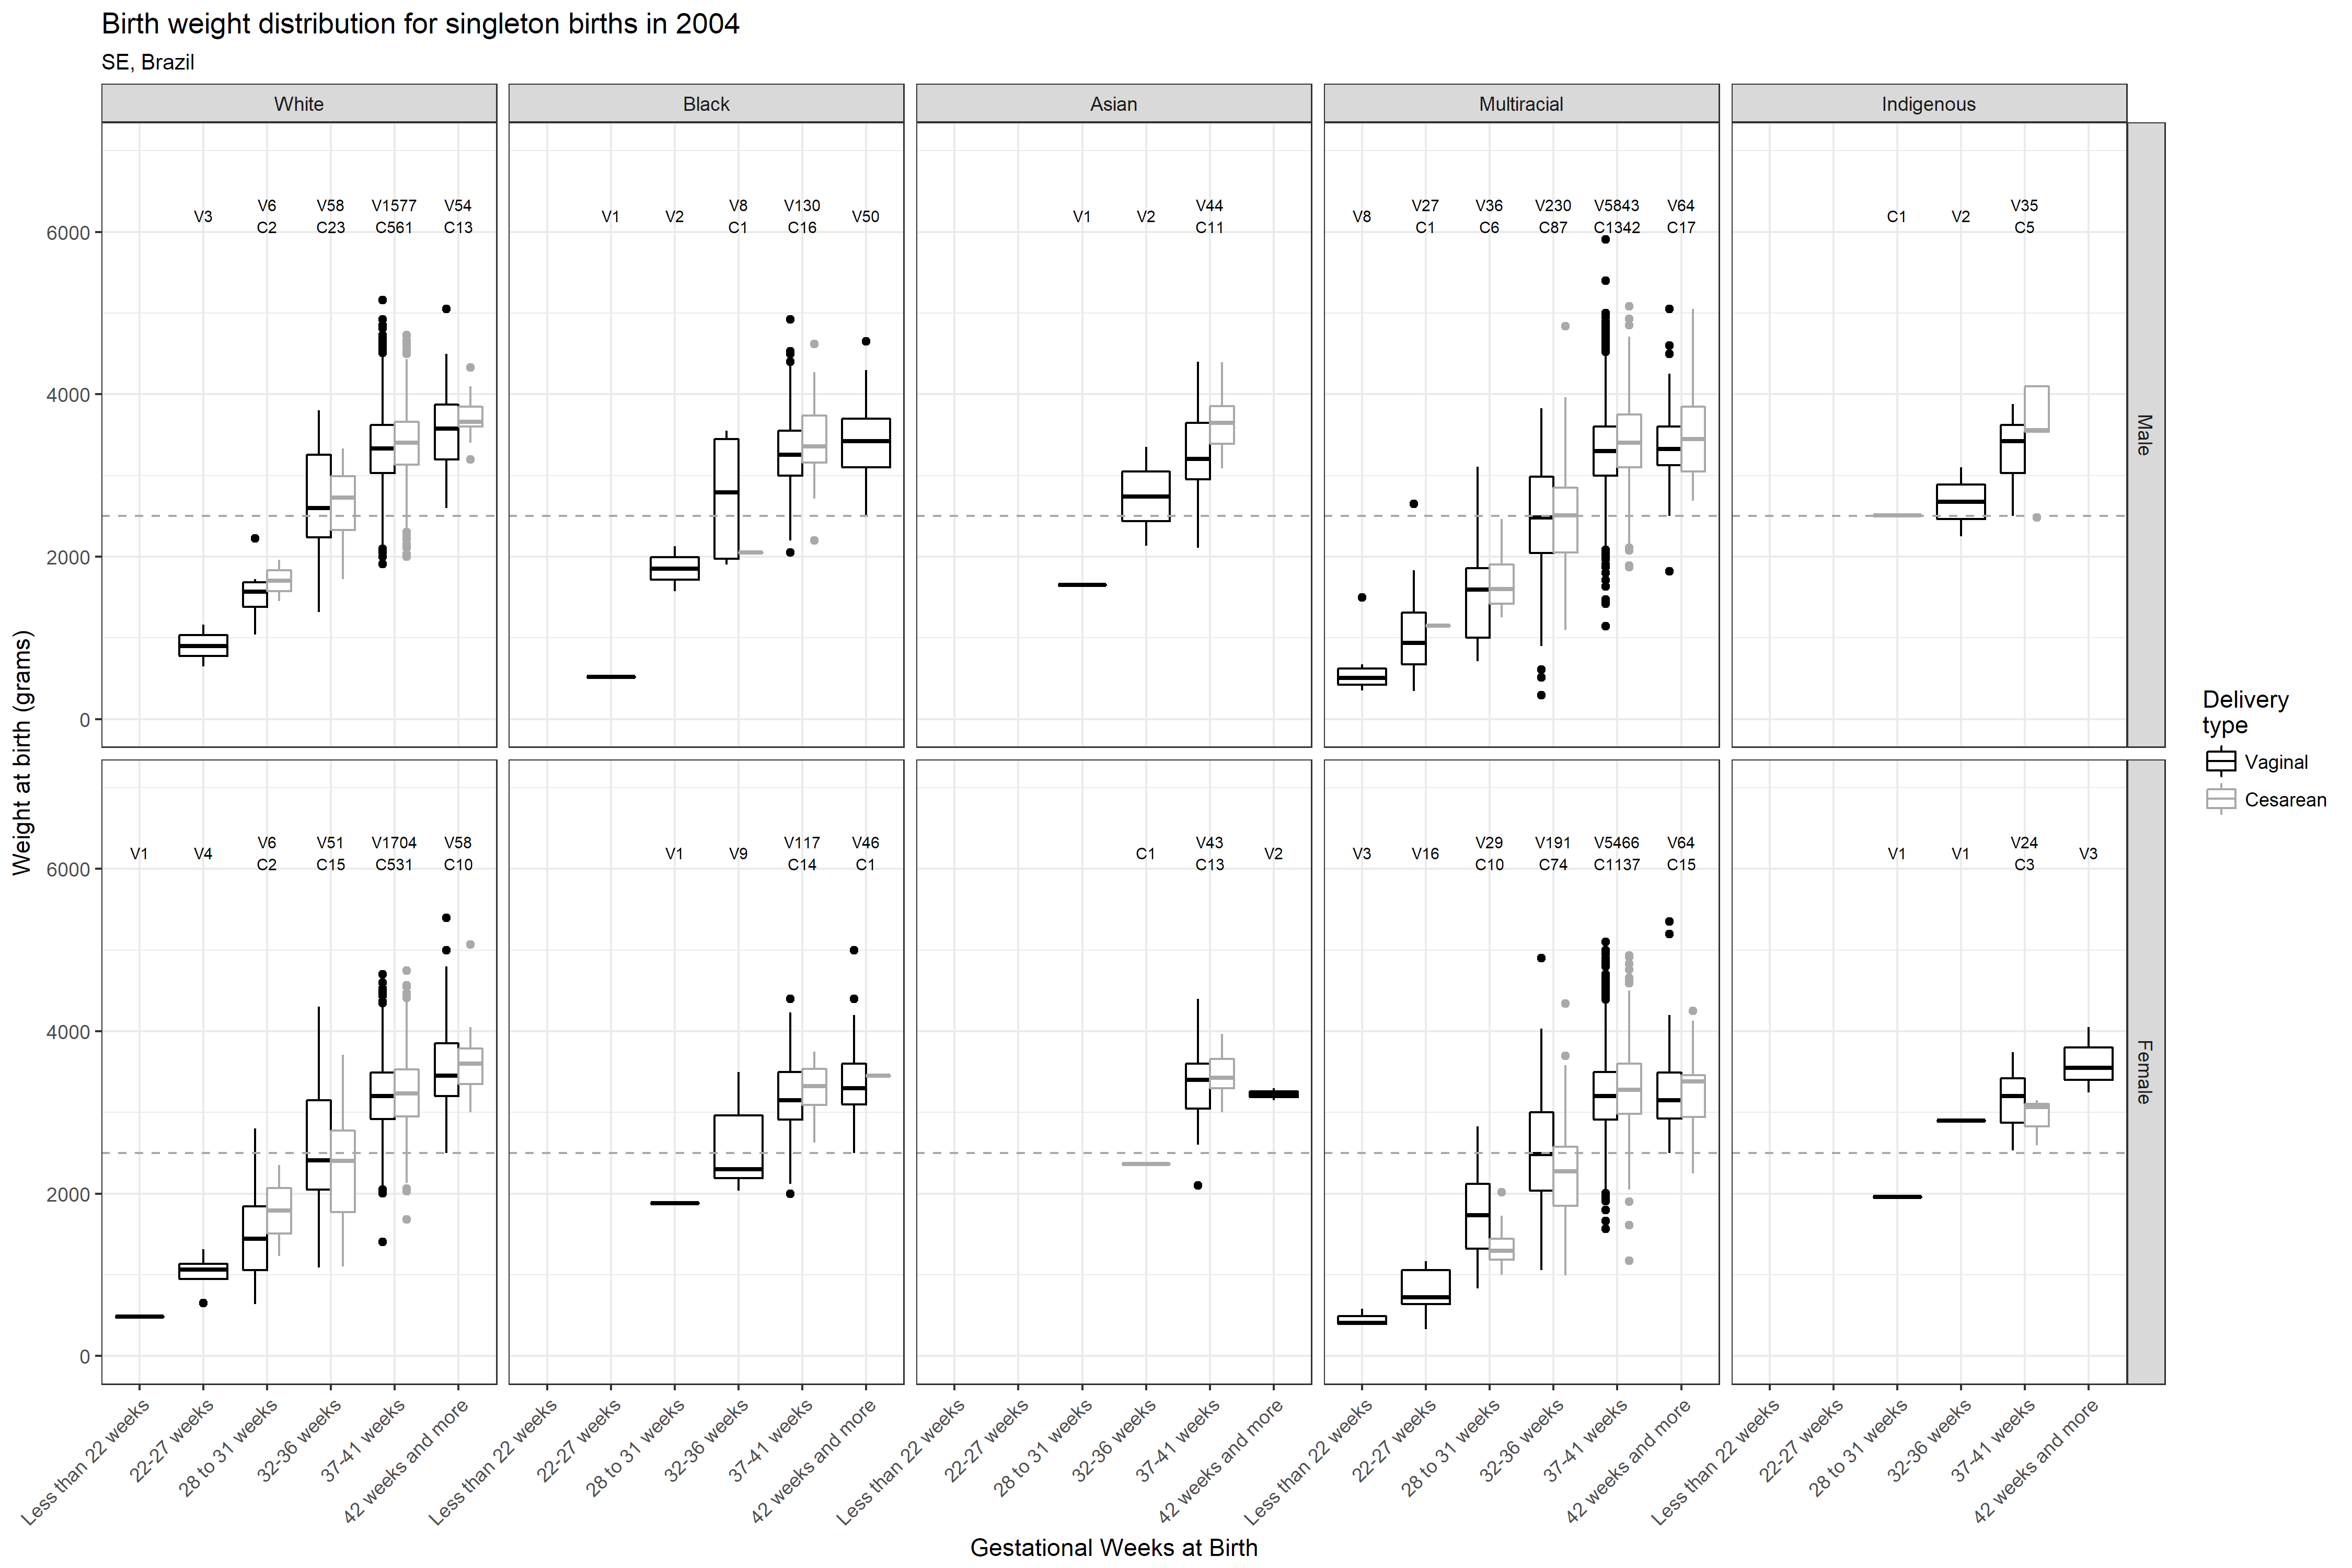 Birth weight distribution for singleton births in 2004
SE, Brazil
White
Black
Asian
Multiracial
Indigenous
Weight at birth (grams)
6000
4000
2000
0
V3
V6
C2
V58
C23
V1577
C561
V54
C13
V1
V2
V8
C1
V130
C16
V50
V1
V2
V44
C11
V8
V27
C1
V36
C6
V230
C87
V5843
C1342
V64
C17
C1
V2
V35
C5
Male
6000
4000
2000
0
V1
V4
V6
C2
V51
C15
V1704
C531
V58
C10
V1
V9
V117
C14
V46
C1
C1
V43
C13
V2
V3
V16
V29
C10
V191
C74
V5466
C1137
V64
C15
V1
V1
V24
C3
V3
Female
Less than 22 weeks
22-27 weeks
28 to 31 weeks
32-36 weeks
37-41 weeks
42 weeks and more
Less than 22 weeks
22-27 weeks
28 to 31 weeks
32-36 weeks
37-41 weeks
42 weeks and more
Less than 22 weeks
22-27 weeks
28 to 31 weeks
32-36 weeks
37-41 weeks
42 weeks and more
Less than 22 weeks
22-27 weeks
28 to 31 weeks
32-36 weeks
37-41 weeks
42 weeks and more
Less than 22 weeks
22-27 weeks
28 to 31 weeks
32-36 weeks
37-41 weeks
42 weeks and more
Gestational Weeks at Birth
Delivery
type
Vaginal
Cesarean